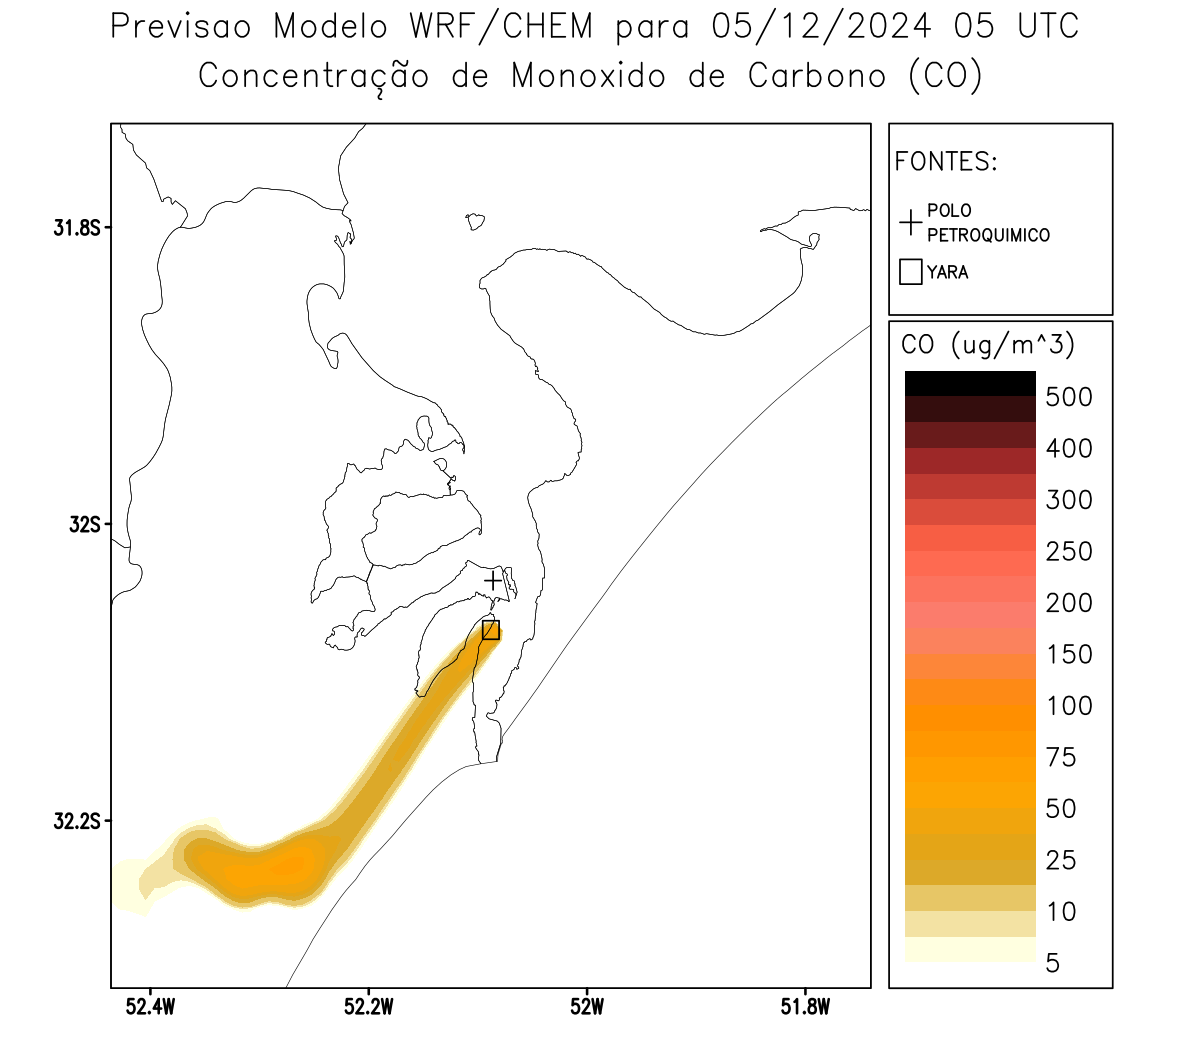 Previsao Modelo WRF/CHEM para 05/12/2024 05 UTC
Concentração de Monoxido de Carbono (CO)
FONTES:
POLO
PETROQUIMICO
YARA
CO (ug/m^3)
500
400
300
250
200
150
100
75
50
25
10
5
31.8S
32S
32.2S
52.4W
52.2W
52W
51.8W